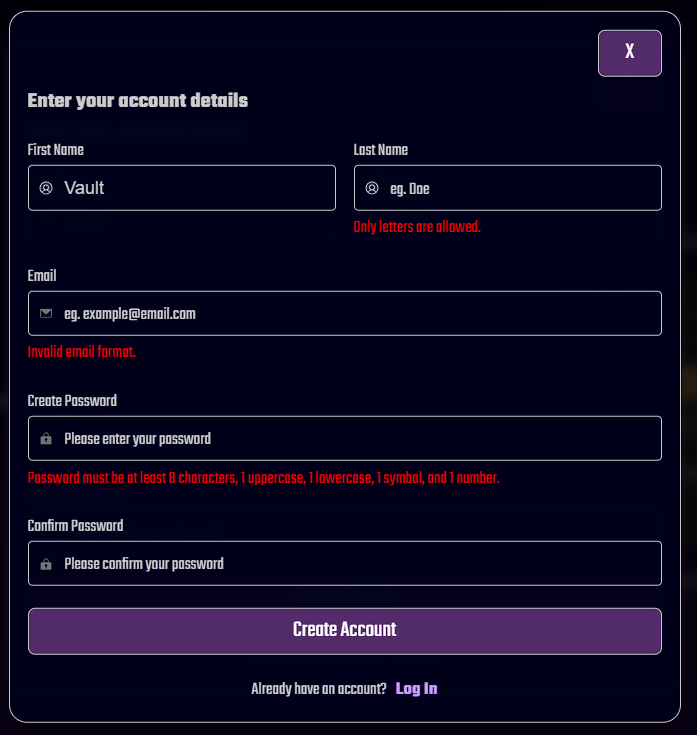 X
Enter your account details
First Name
Last Name
Vault
eg. Doe
Only letters are allowed.
Email
eg. example@email.com
Invalid email format.
Create Password
Please enter your password
Password must be at least 8 characters, 1 uppercase, 1 lowercase, 1 symbol, and 1 number.
Confirm Password
Please confirm your password
Create Account
Already have an account? Log In